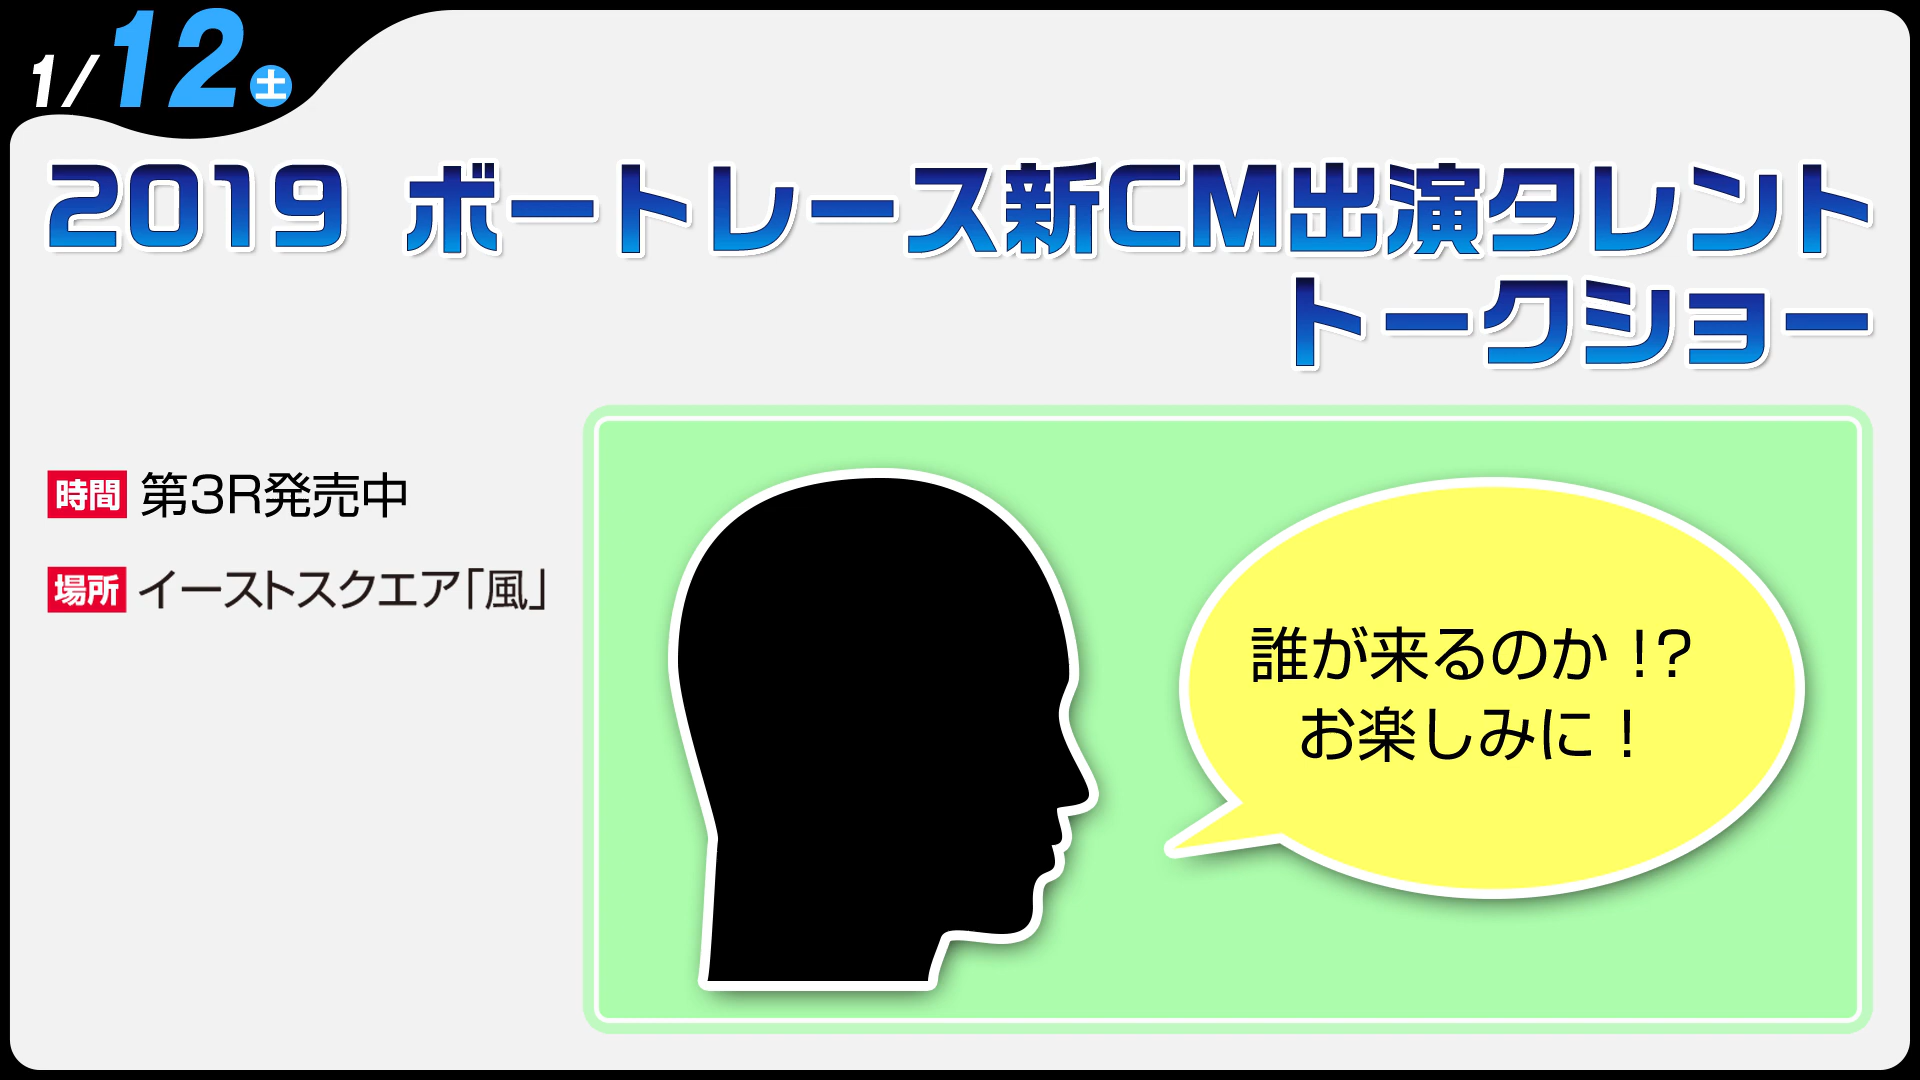 1/12土
2019 ボートレース新CM出演タレント
トークショー
時間 第3R発売中
場所 イーストスクエア「風」
誰が来るのか!?
お楽しみに!